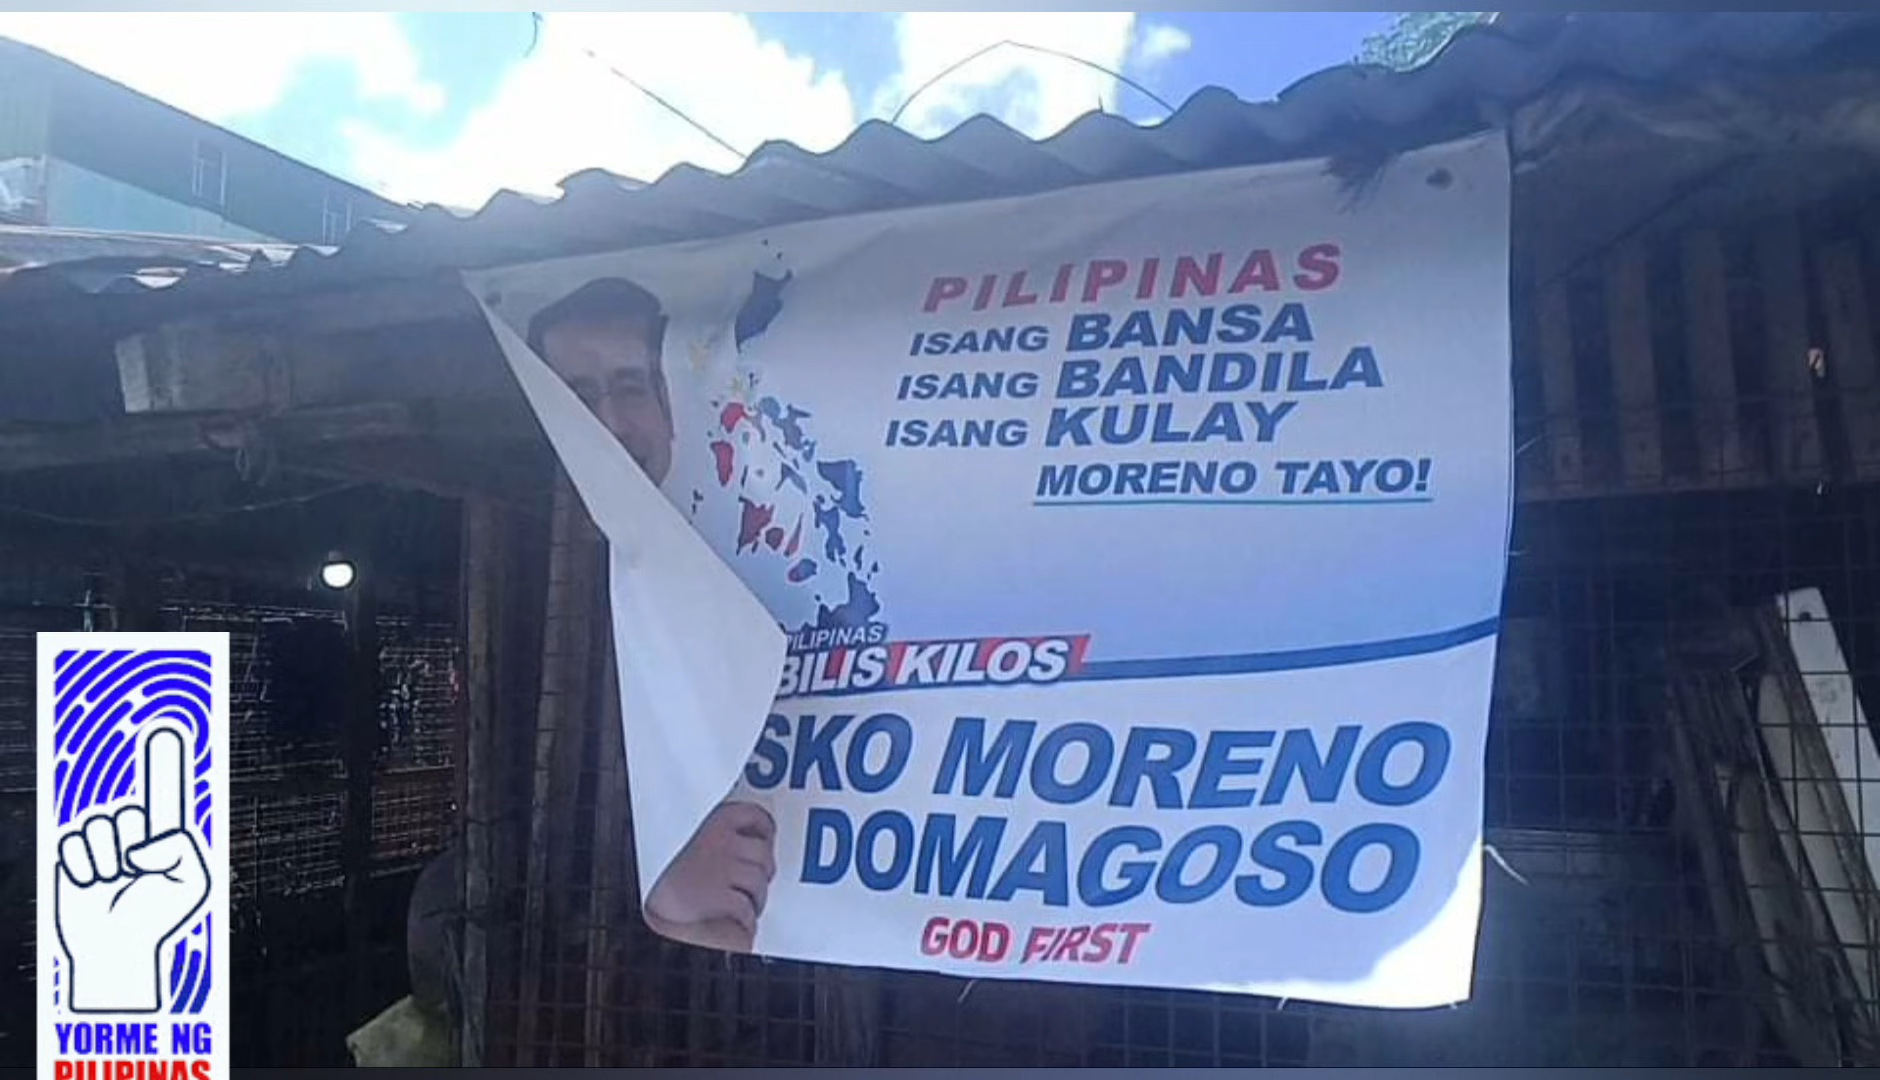 PILIPINAS
ISANG BANSA
ISANG BANDILA
ISANG KULAY
MORENO TAYO!
PILIPINAS
BILIS KILOS
SKO MORENO
DOMAGOSO
GOD FIRST
YORME NG
PILIPINAS